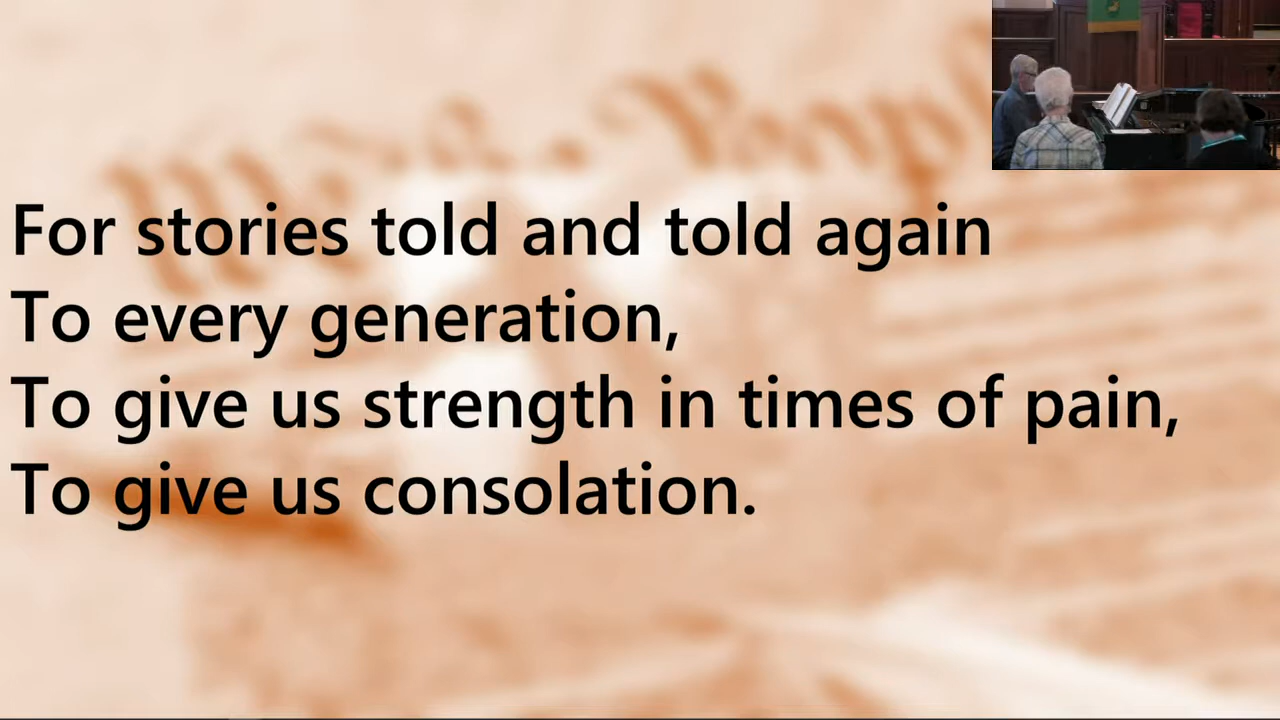 For stories told and told again
To every generation,
To give us strength in times of pain,
To give us consolation.